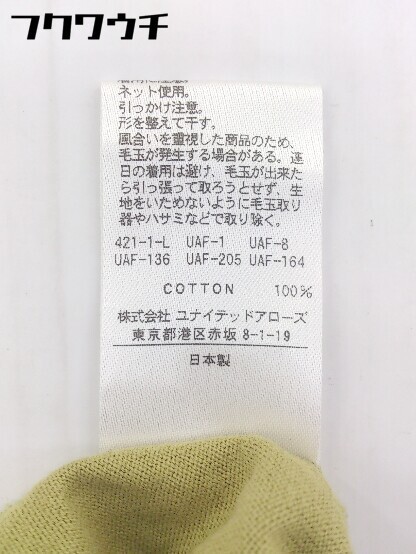 フクワウチ
着用に注意。
ネット使用。
引っかけ注意。
形を整えて干す。
風合いを重視した商品のため、
毛玉が発生する場合がある。連
日の着用は避け、毛玉が出来た
ら引っ張って取ろうとせず、生
地をいためないように毛玉取り
器やハサミなどで取り除く。
421-1-L UAF-1 UAF-8
UAF-136 UAF-205 UAF-164
COTTON 100%
株式会社 ユナイテッドアローズ
東京都港区赤坂 8-1-19
日本製